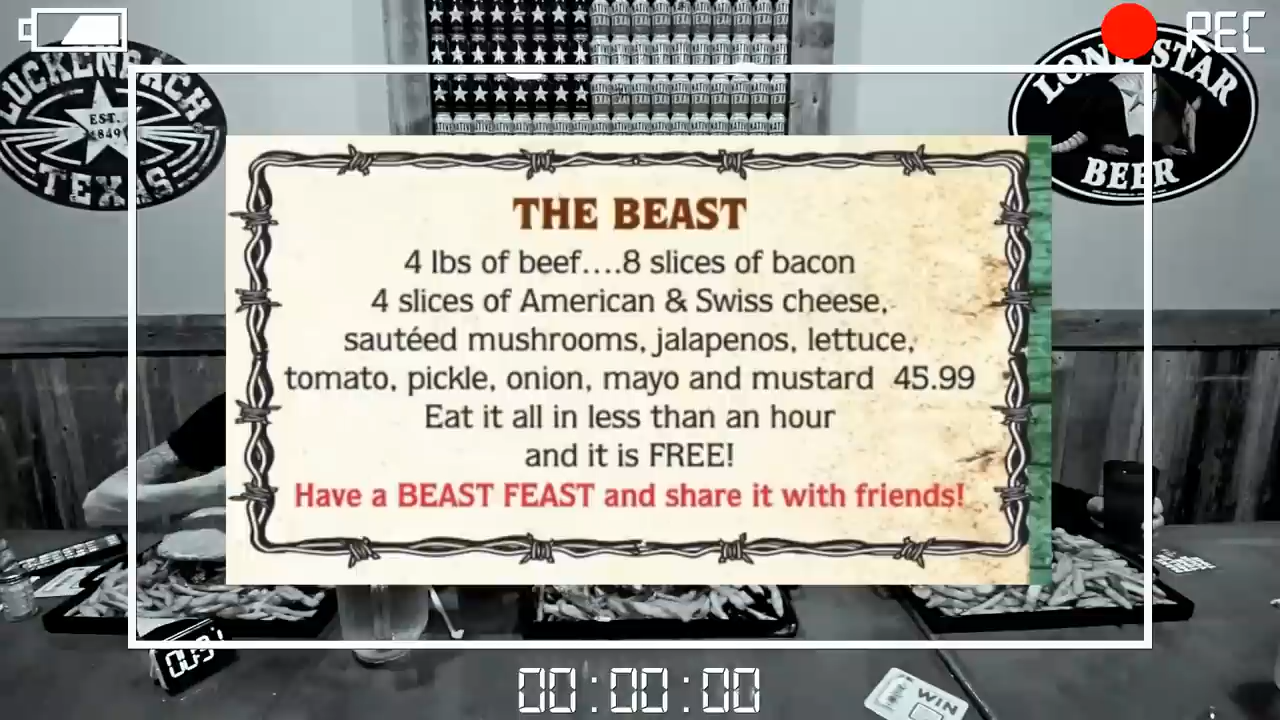 REC
LUCKENBACH
EST.
1849
TEXAS
LONE STAR
BEER
THE BEAST
4 lbs of beef....8 slices of bacon
4 slices of American & Swiss cheese,
sautéed mushrooms, jalapenos, lettuce,
tomato, pickle, onion, mayo and mustard 45.99
Eat it all in less than an hour
and it is FREE!
Have a BEAST FEAST and share it with friends!
00:00:00
WIN